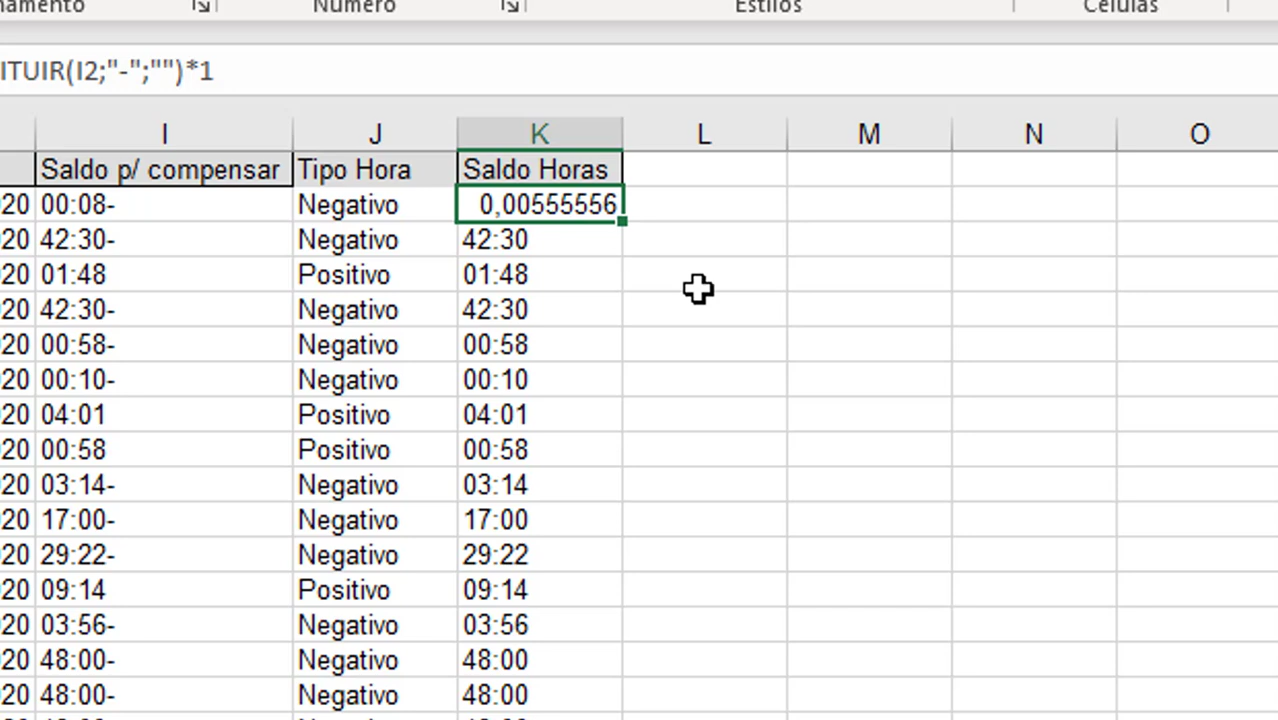 Número Estilos Células
ITUIR(I2;"-";"")*1
I J K L M N O
Saldo p/ compensar Tipo Hora Saldo Horas
20 00:08- Negativo 0,00555556
20 42:30- Negativo 42:30
20 01:48 Positivo 01:48
20 42:30- Negativo 42:30
20 00:58- Negativo 00:58
20 00:10- Negativo 00:10
20 04:01 Positivo 04:01
20 00:58 Positivo 00:58
20 03:14- Negativo 03:14
20 17:00- Negativo 17:00
20 29:22- Negativo 29:22
20 09:14 Positivo 09:14
20 03:56- Negativo 03:56
20 48:00- Negativo 48:00
20 48:00- Negativo 48:00